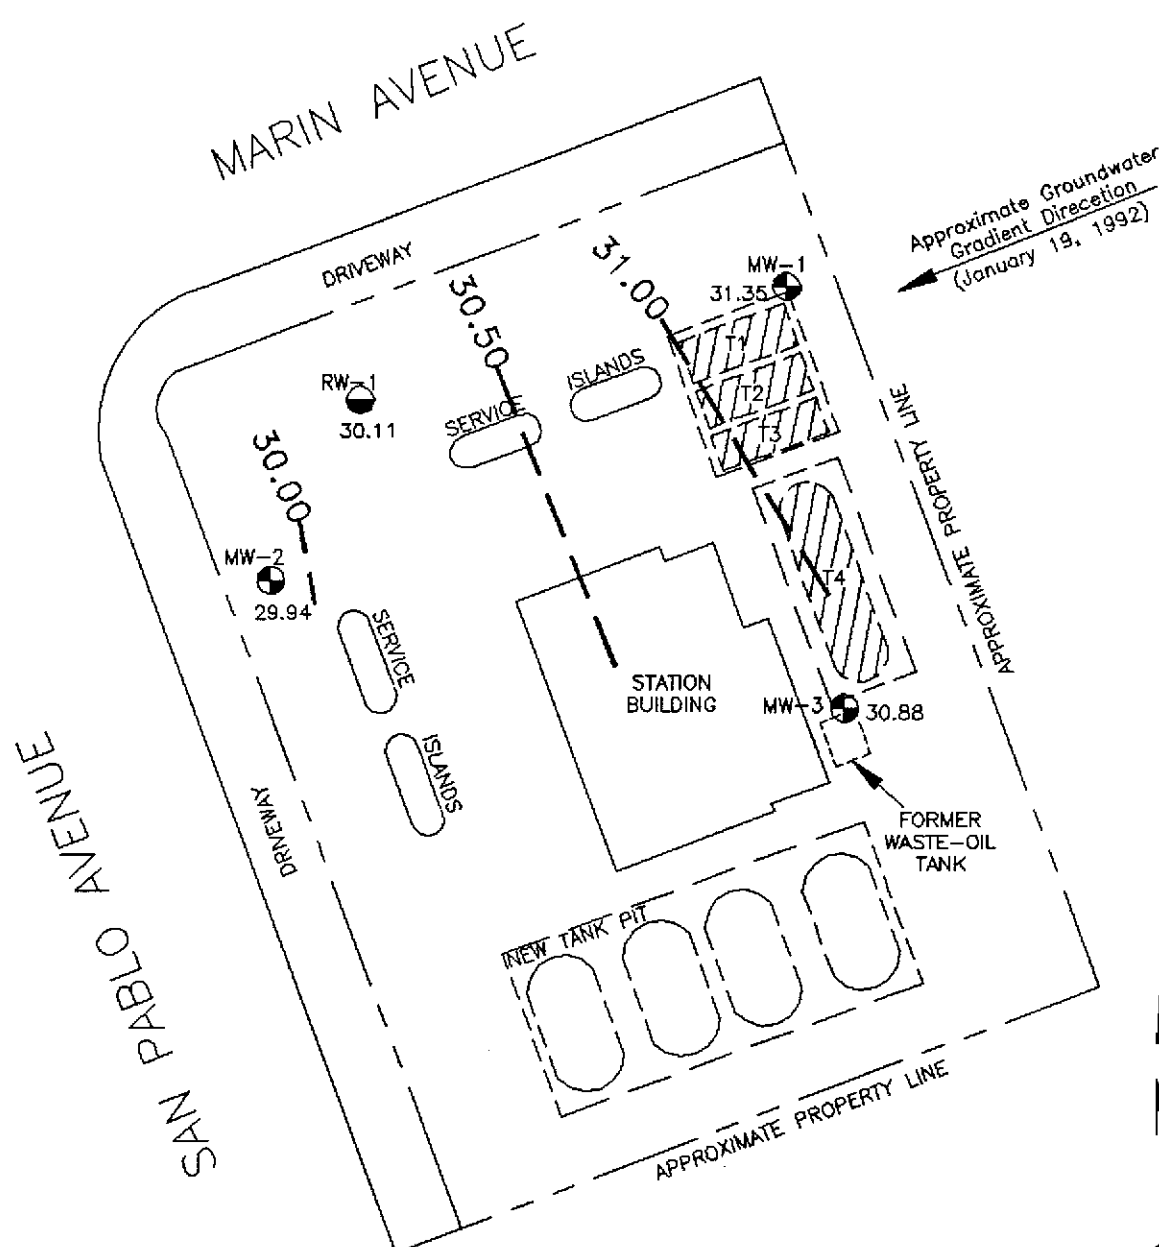 MARIN AVENUE
Approximate Groundwater
Gradient Direcetion
(January 19, 1992)
DRIVEWAY
31.00
MW-1
31.35
30.50
T1
ISLANDS
RW-1
30.11
SERVICE
T2
T3
30.00
APPROXIMATE PROPERTY LINE
MW-2
29.94
T4
SERVICE
STATION
BUILDING
MW-3
30.88
ISLANDS
DRIVEWAY
SAN PABLO AVENUE
FORMER
WASTE-OIL
TANK
NEW TANK PIT
APPROXIMATE PROPERTY LINE